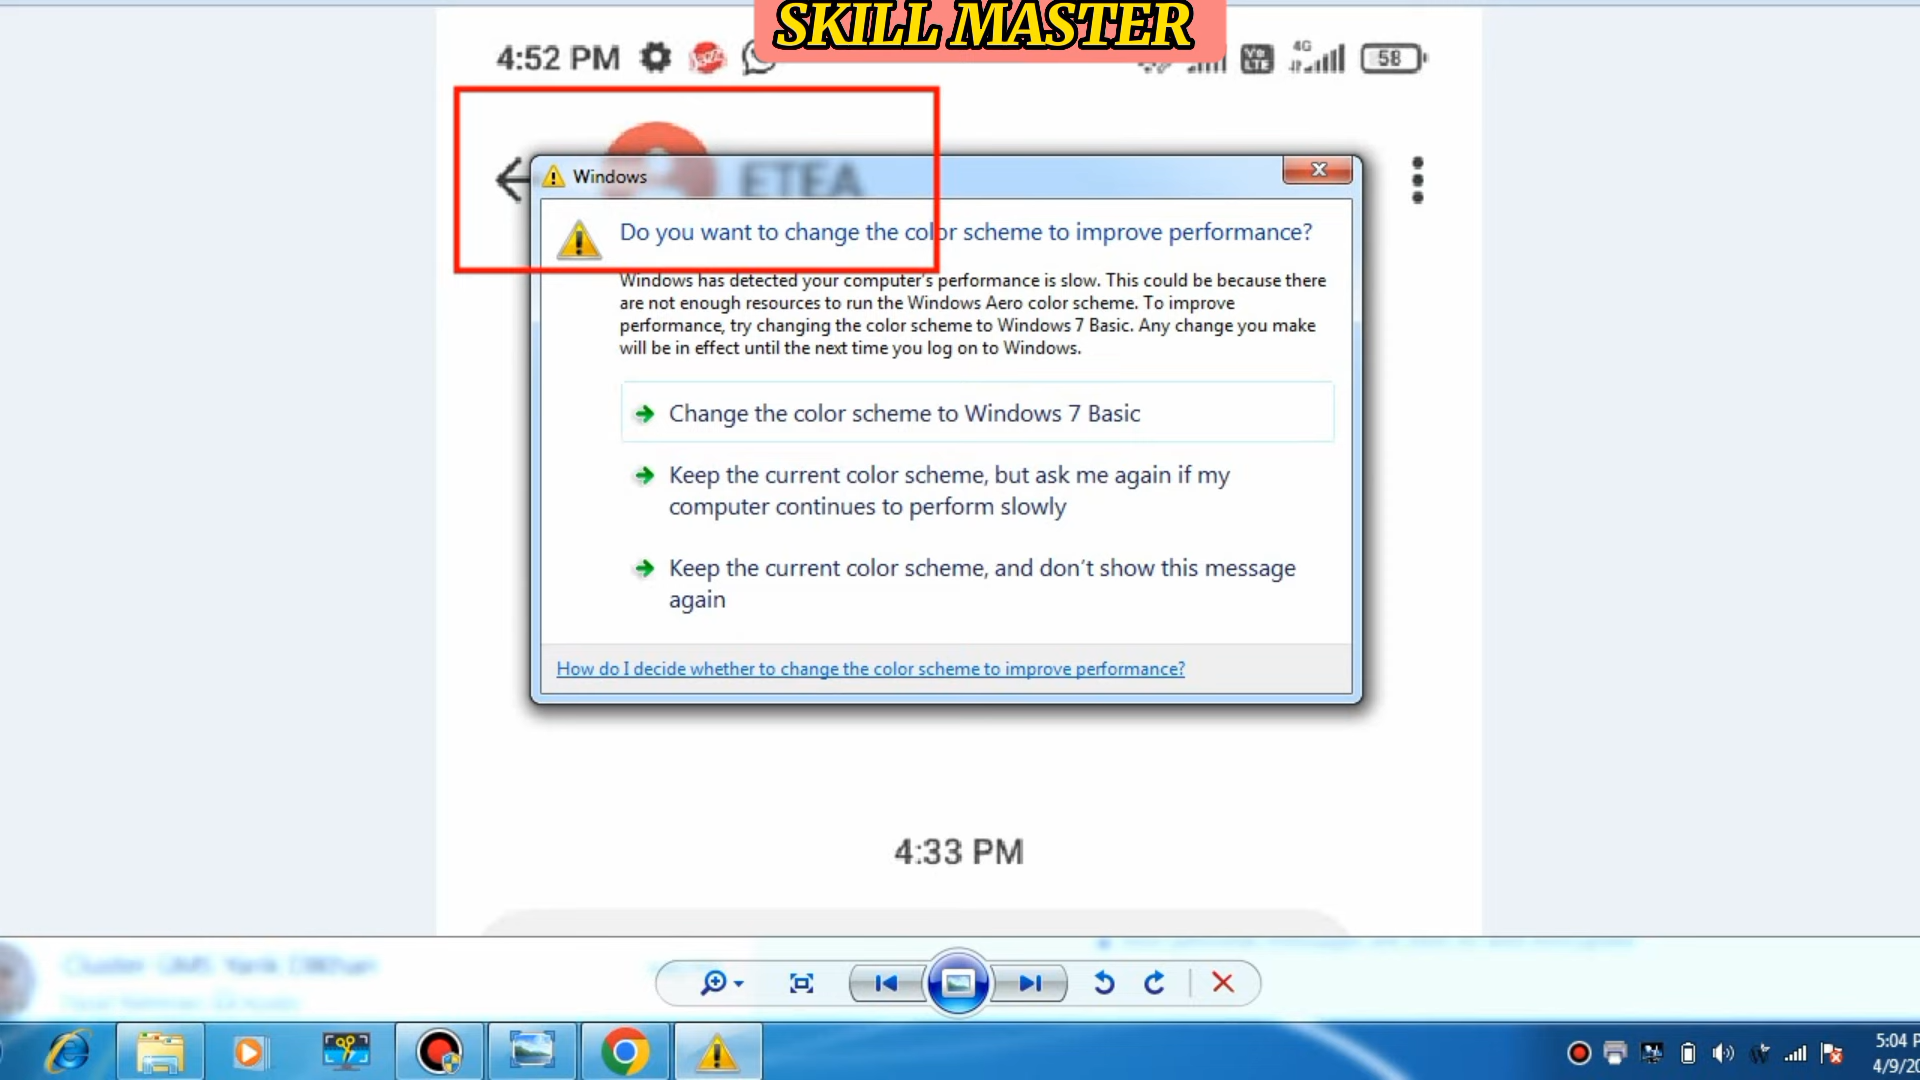 SKILL MASTER
4:52 PM
Vo LTE
4G
58
ETEA
Windows
Do you want to change the color scheme to improve performance?
Windows has detected your computer's performance is slow. This could be because there
are not enough resources to run the Windows Aero color scheme. To improve
performance, try changing the color scheme to Windows 7 Basic. Any change you make
will be in effect until the next time you log on to Windows.
Change the color scheme to Windows 7 Basic
Keep the current color scheme, but ask me again if my
computer continues to perform slowly
Keep the current color scheme, and don't show this message
again
How do I decide whether to change the color scheme to improve performance?
4:33 PM
5:04 P
4/9/20